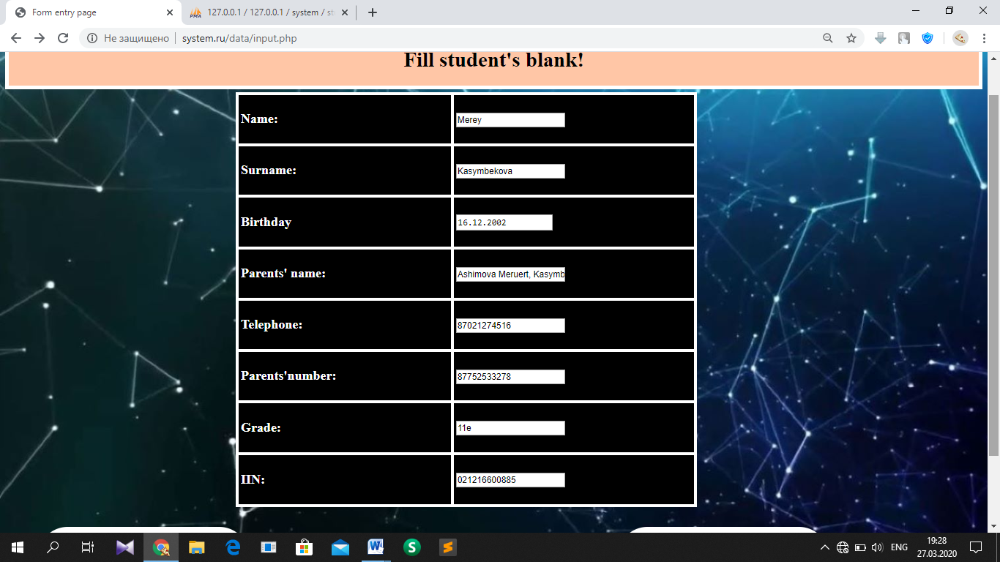 Form entry page
127.0.0.1 / 127.0.0.1 / system / st
Не защищено
system.ru/data/input.php
Fill student's blank!
Name: Merey
Surname: Kasymbekova
Birthday 16.12.2002
Parents' name: Ashimova Meruert, Kasymb
Telephone: 87021274516
Parents'number: 87752533278
Grade: 11e
IIN: 021216600885
ENG
19:28
27.03.2020